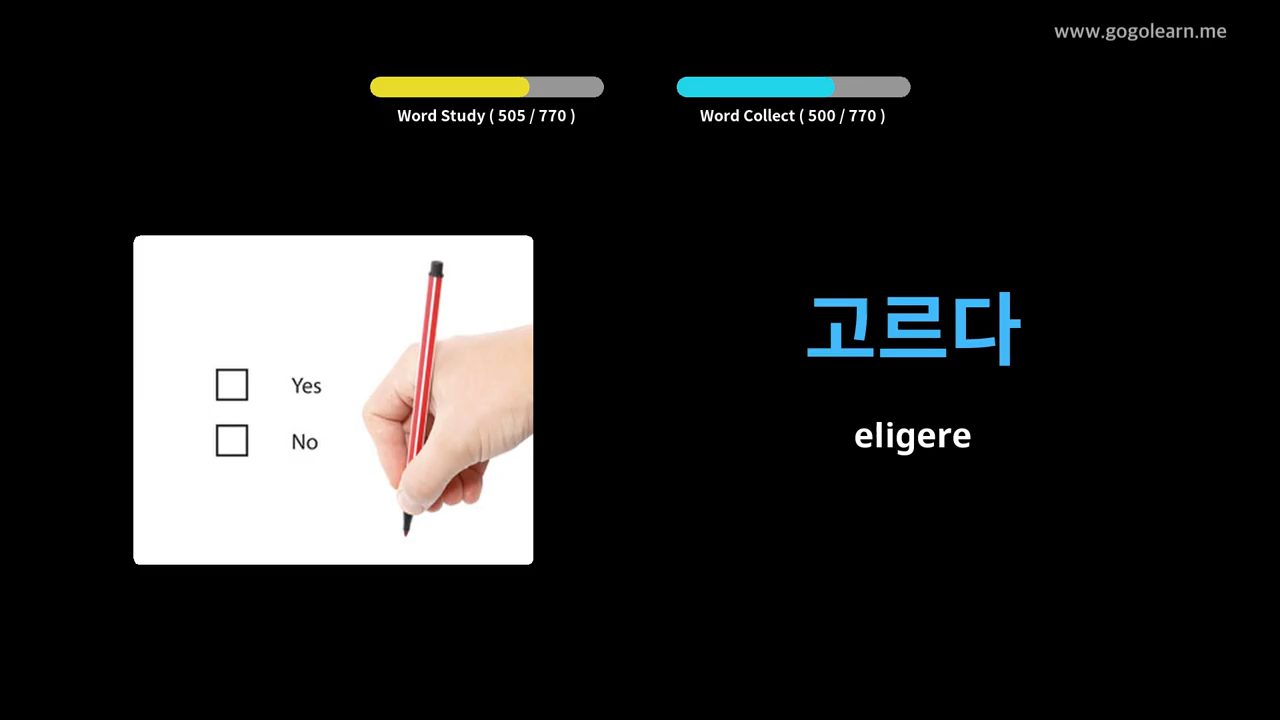 www.gogolearn.me
Word Study ( 505 / 770 )
Word Collect ( 500 / 770 )
Yes
No
고르다
eligere